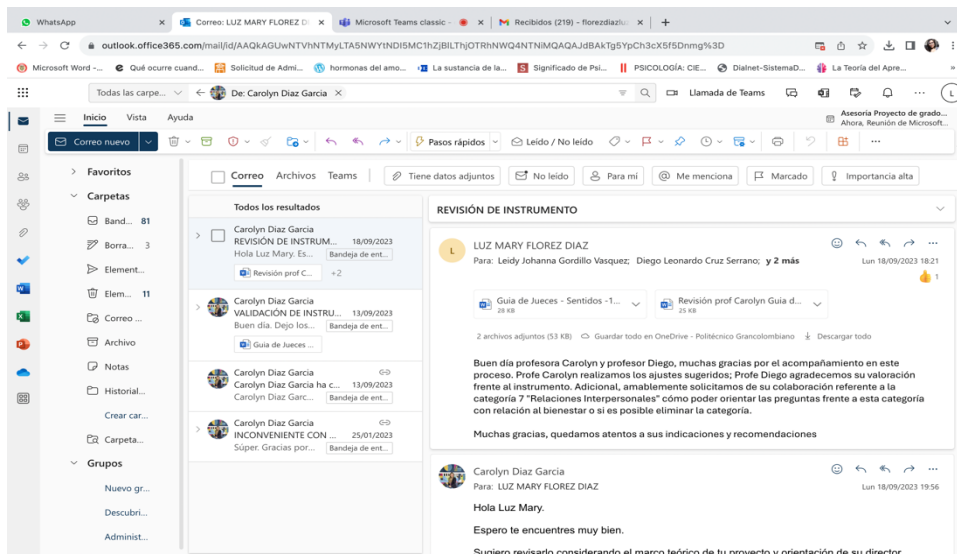 WhatsApp
Correo: LUZ MARY FLOREZ D
Microsoft Teams classic -
Recibidos (219) - florezdiazlu
outlook.office365.com/mail/id/AAQkAGUwNTVhNTMyLTA5NWYtNDI5MC1hZjBlLThjOTRhNWQ4NTNiMQAQAJdBAkTg5YpCh3cX5f5Dnmg%3D
Microsoft Word -...
Qué ocurre cuand...
Solicitud de Admi...
hormonas del amo...
La sustancia de la...
Significado de Psi...
PSICOLOGÍA: CIE...
Dialnet-SistemaD...
La Teoría del Apre...
»
Todas las carpe...
De: Carolyn Diaz Garcia
Llamada de Teams
L
Inicio
Vista
Ayuda
Asesoría Proyecto de grado...
Ahora, Reunión de Microsoft...
Correo nuevo
Pasos rápidos
Leído / No leído
Favoritos
Carpetas
Band... 81
Borra... 3
Element...
Elem... 11
Correo ...
Archivo
Notas
Historial...
Crear car...
Carpeta...
Grupos
Nuevo gr...
Descubri...
Administ...
Correo
Archivos
Teams
Tiene datos adjuntos
No leído
Para mí
Me menciona
Marcado
Importancia alta
Todos los resultados
Carolyn Diaz Garcia
REVISIÓN DE INSTRUM... 18/09/2023
Hola Luz Mary. Es... Bandeja de ent...
Revisión prof C... +2
Carolyn Diaz Garcia
VALIDACIÓN DE INSTRU... 13/09/2023
Buen día. Dejo los... Bandeja de ent...
Guia de Jueces ...
Carolyn Diaz Garcia
Carolyn Diaz Garcia ha c... 13/09/2023
Carolyn Diaz Garc... Bandeja de ent...
Carolyn Diaz Garcia
INCONVENIENTE CON ... 25/01/2023
Súper. Gracias por... Bandeja de ent...
REVISIÓN DE INSTRUMENTO
L
LUZ MARY FLOREZ DIAZ
Para: Leidy Johanna Gordillo Vasquez; Diego Leonardo Cruz Serrano; y 2 más
Lun 18/09/2023 18:21
1
Guia de Jueces - Sentidos -1...
28 KB
Revisión prof Carolyn Guia d...
25 KB
2 archivos adjuntos (53 KB) Guardar todo en OneDrive - Politécnico Grancolombiano Descargar todo
Buen día profesora Carolyn y profesor Diego, muchas gracias por el acompañamiento en este
proceso. Profe Carolyn realizamos los ajustes sugeridos; Profe Diego agradecemos su valoración
frente al instrumento. Adicional, amablemente solicitamos de su colaboración referente a la
categoría 7 "Relaciones Interpersonales" cómo poder orientar las preguntas frente a esta categoría
con relación al bienestar o si es posible eliminar la categoría.
Muchas gracias, quedamos atentos a sus indicaciones y recomendaciones
Carolyn Diaz Garcia
Para: LUZ MARY FLOREZ DIAZ
Lun 18/09/2023 19:56
Hola Luz Mary.
Espero te encuentres muy bien.
Sugiero revisarlo considerando el marco teórico de tu proyecto y orientación de su director